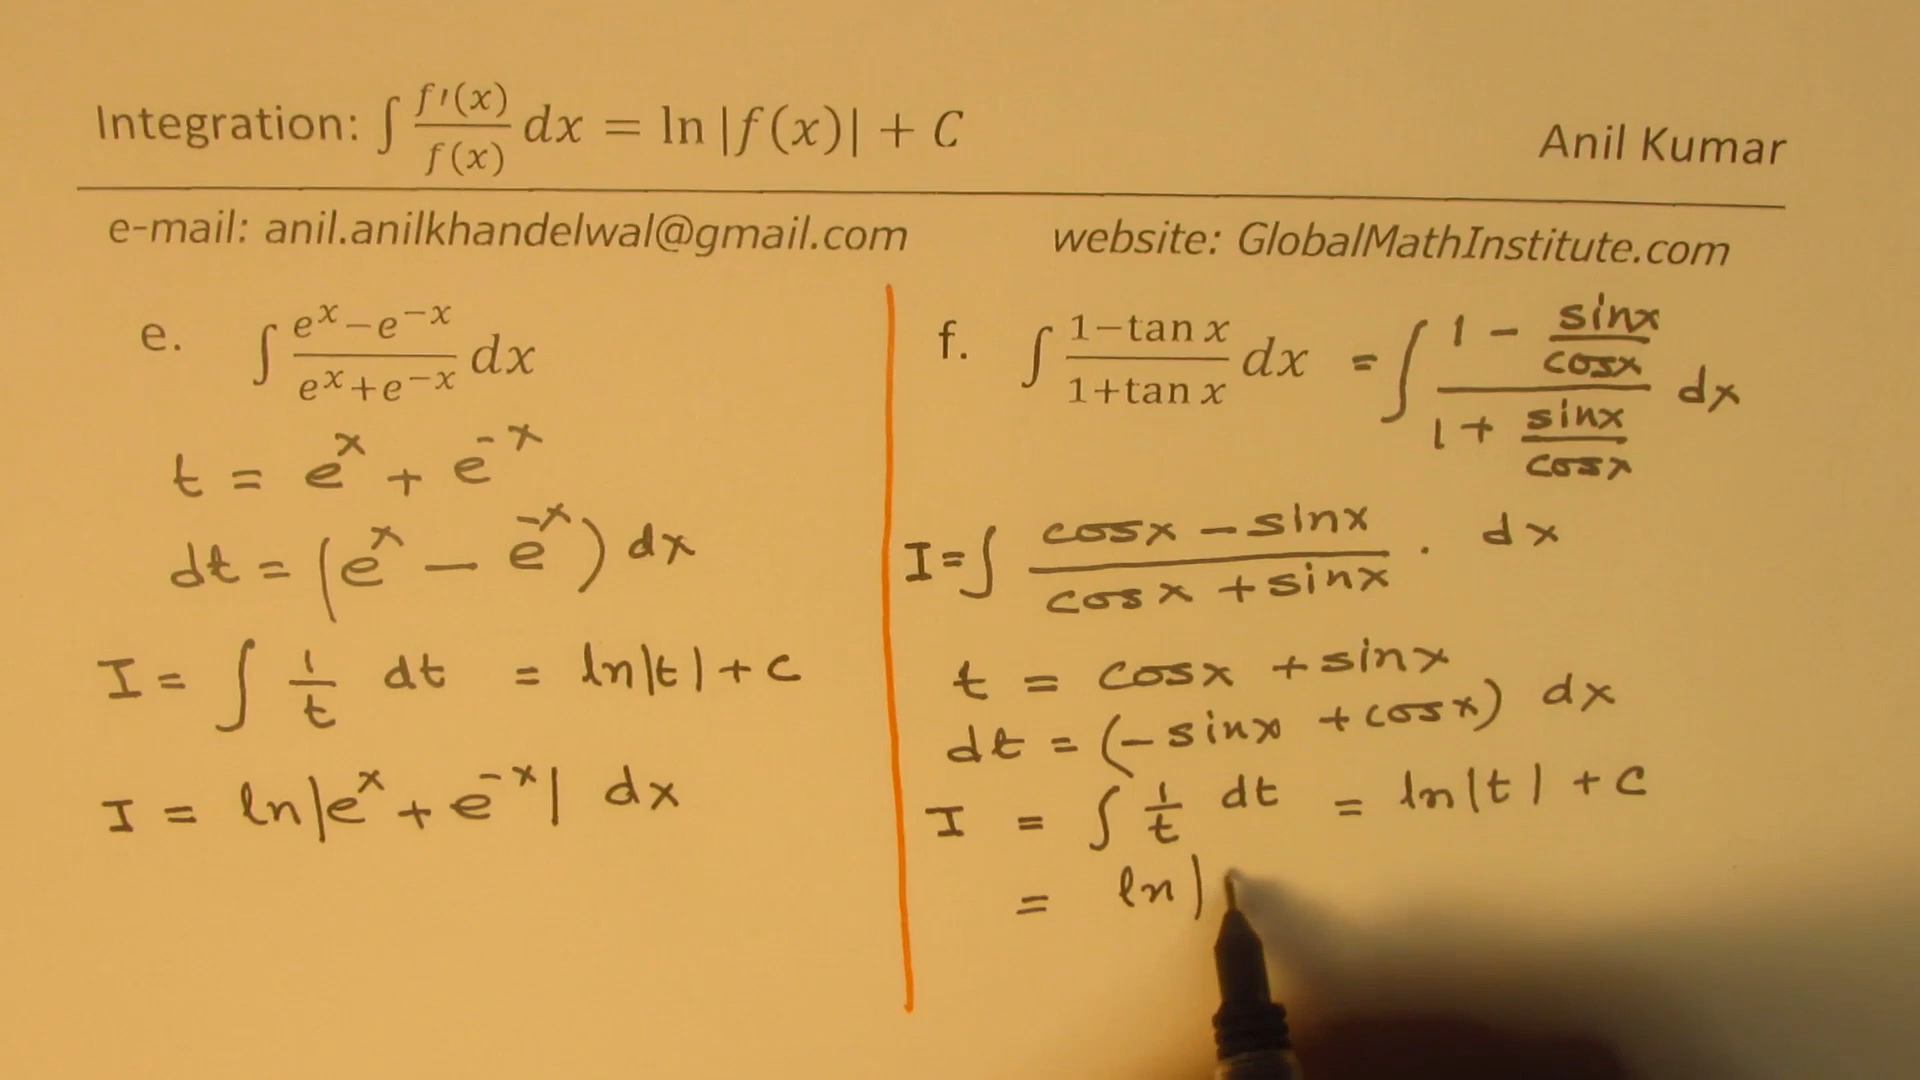 Integration: ∫ f′(x)/f(x) dx = ln |f(x)| + C
Anil Kumar
e-mail: anil.anilkhandelwal@gmail.com
website: GlobalMathInstitute.com
e. ∫ (e^x − e^−x)/(e^x + e^−x) dx
t = e^x + e^−x
dt = (e^x − e^−x) dx
I = ∫ 1/t dt = ln|t| + c
I = ln|e^x + e^−x| dx
f. ∫ (1−tan x)/(1+tan x) dx = ∫ (1 − sinx/cosx)/(1 + sinx/cosx) dx
I = ∫ (cosx − sinx)/(cosx + sinx) · dx
t = cosx + sinx
dt = (−sinx + cosx) dx
I = ∫ 1/t dt = ln|t| + C
= ln|